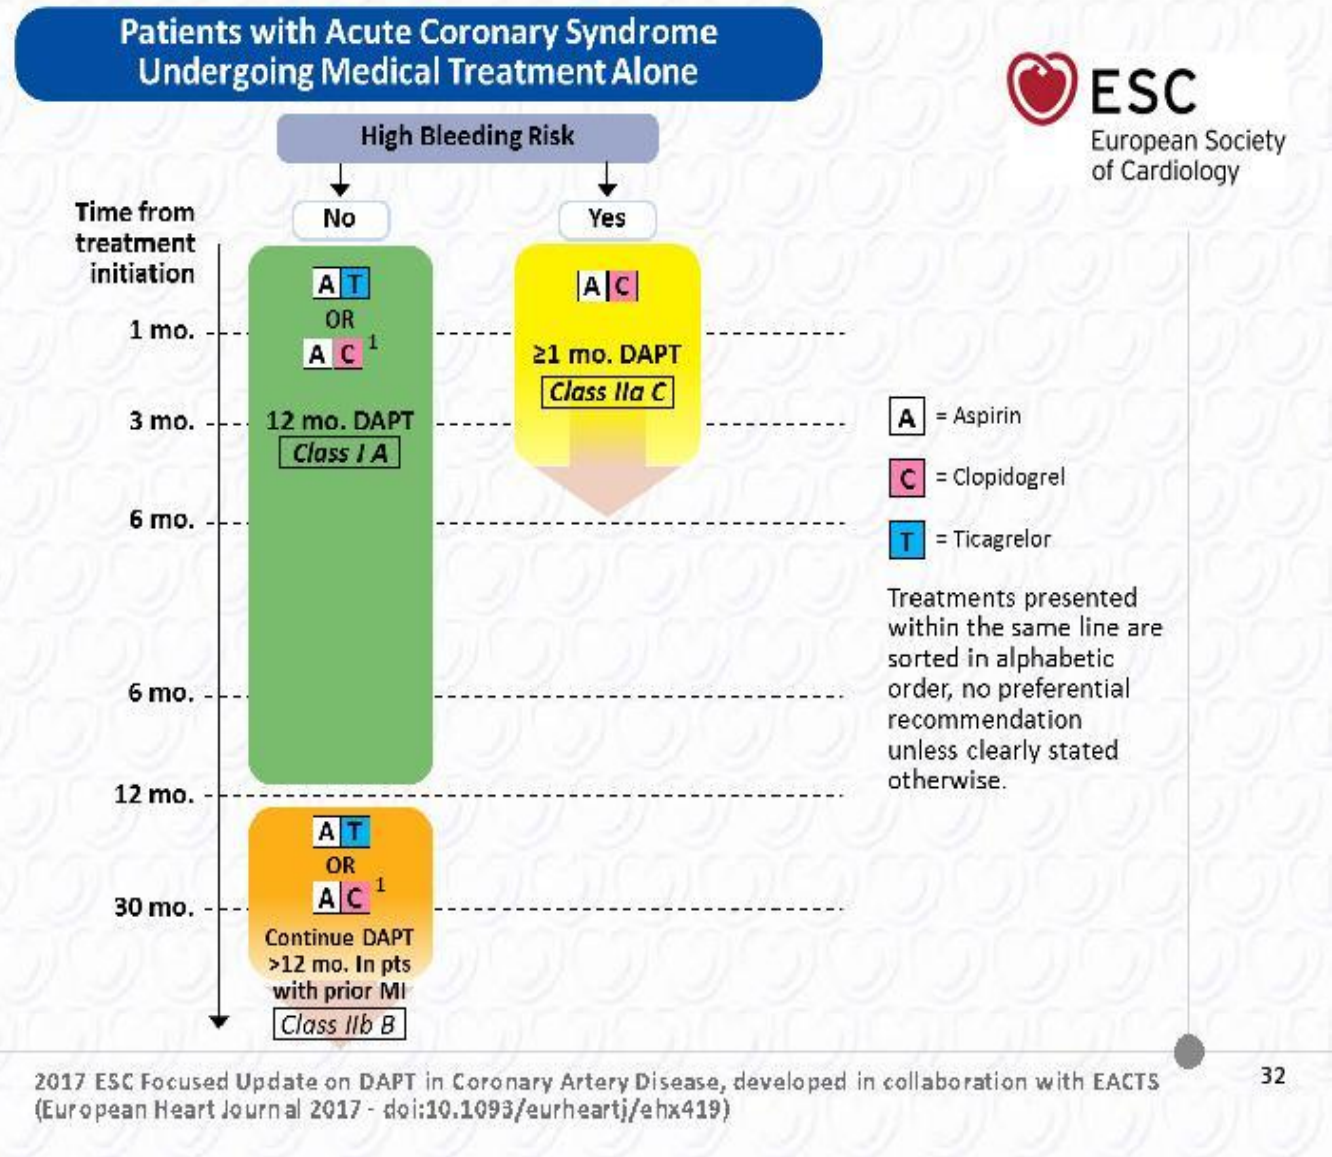 Patients with Acute Coronary Syndrome
Undergoing Medical Treatment Alone
ESC
European Society
of Cardiology
High Bleeding Risk
No
Yes
Time from
treatment
initiation
A T
OR
A C 1
12 mo. DAPT
Class I A
A C
≥1 mo. DAPT
Class IIa C
1 mo.
3 mo.
6 mo.
6 mo.
12 mo.
30 mo.
A T
OR
A C 1
Continue DAPT
>12 mo. In pts
with prior MI
Class IIb B
A = Aspirin
C = Clopidogrel
T = Ticagrelor
Treatments presented
within the same line are
sorted in alphabetic
order, no preferential
recommendation
unless clearly stated
otherwise.
2017 ESC Focused Update on DAPT in Coronary Artery Disease, developed in collaboration with EACTS
(European Heart Journal 2017 - doi:10.1093/eurheartj/ehx419)
32